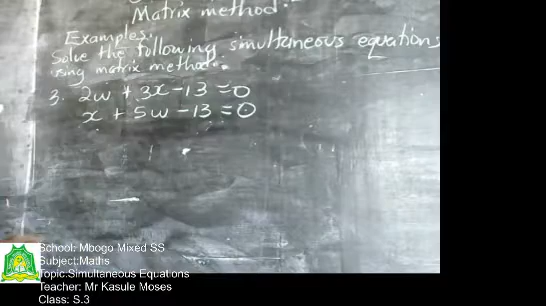 Matrix method.
Examples.
Solve the following simultaneous equations
using matrix method.
3. 2w + 3x - 13 = 0
x + 5w - 13 = 0
School: Mbogo Mixed SS
Subject:Maths
Topic:Simultaneous Equations
Teacher: Mr Kasule Moses
Class: S.3